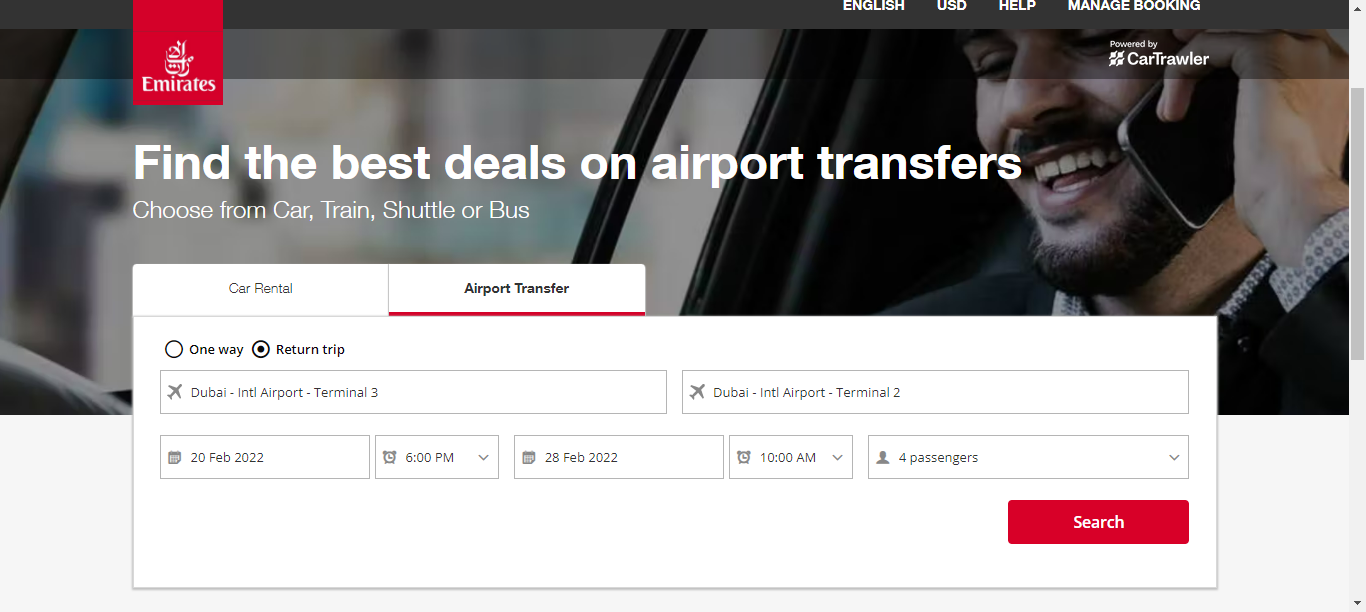 ENGLISH USD HELP MANAGE BOOKING
Emirates
Powered by
CarTrawler
Find the best deals on airport transfers
Choose from Car, Train, Shuttle or Bus
Car Rental
Airport Transfer
One way Return trip
Dubai - Intl Airport - Terminal 3
Dubai - Intl Airport - Terminal 2
20 Feb 2022
6:00 PM
28 Feb 2022
10:00 AM
4 passengers
Search